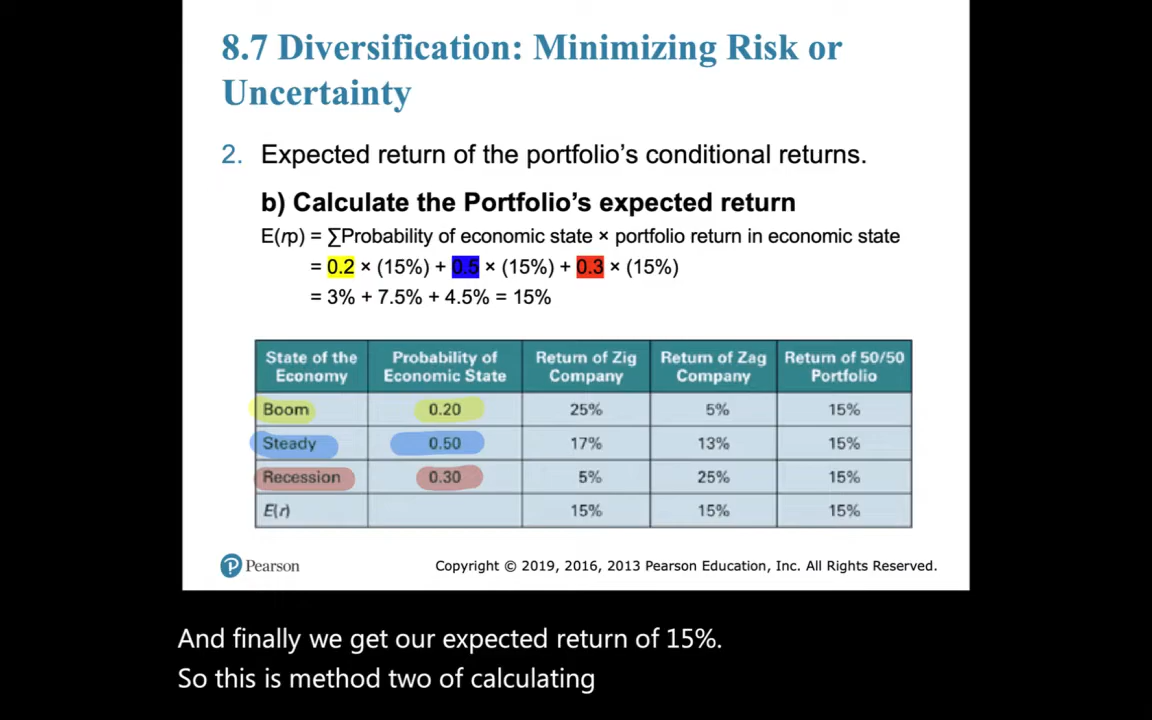 8.7 Diversification: Minimizing Risk or
Uncertainty
2. Expected return of the portfolio’s conditional returns.
b) Calculate the Portfolio’s expected return
E(rp) = ∑Probability of economic state × portfolio return in economic state
= 0.2 × (15%) + 0.5 × (15%) + 0.3 × (15%)
= 3% + 7.5% + 4.5% = 15%
State of the Economy Probability of Economic State Return of Zig Company Return of Zag Company Return of 50/50 Portfolio
Boom 0.20 25% 5% 15%
Steady 0.50 17% 13% 15%
Recession 0.30 5% 25% 15%
E(r) 15% 15% 15%
Pearson Copyright © 2019, 2016, 2013 Pearson Education, Inc. All Rights Reserved.
And finally we get our expected return of 15%.
So this is method two of calculating